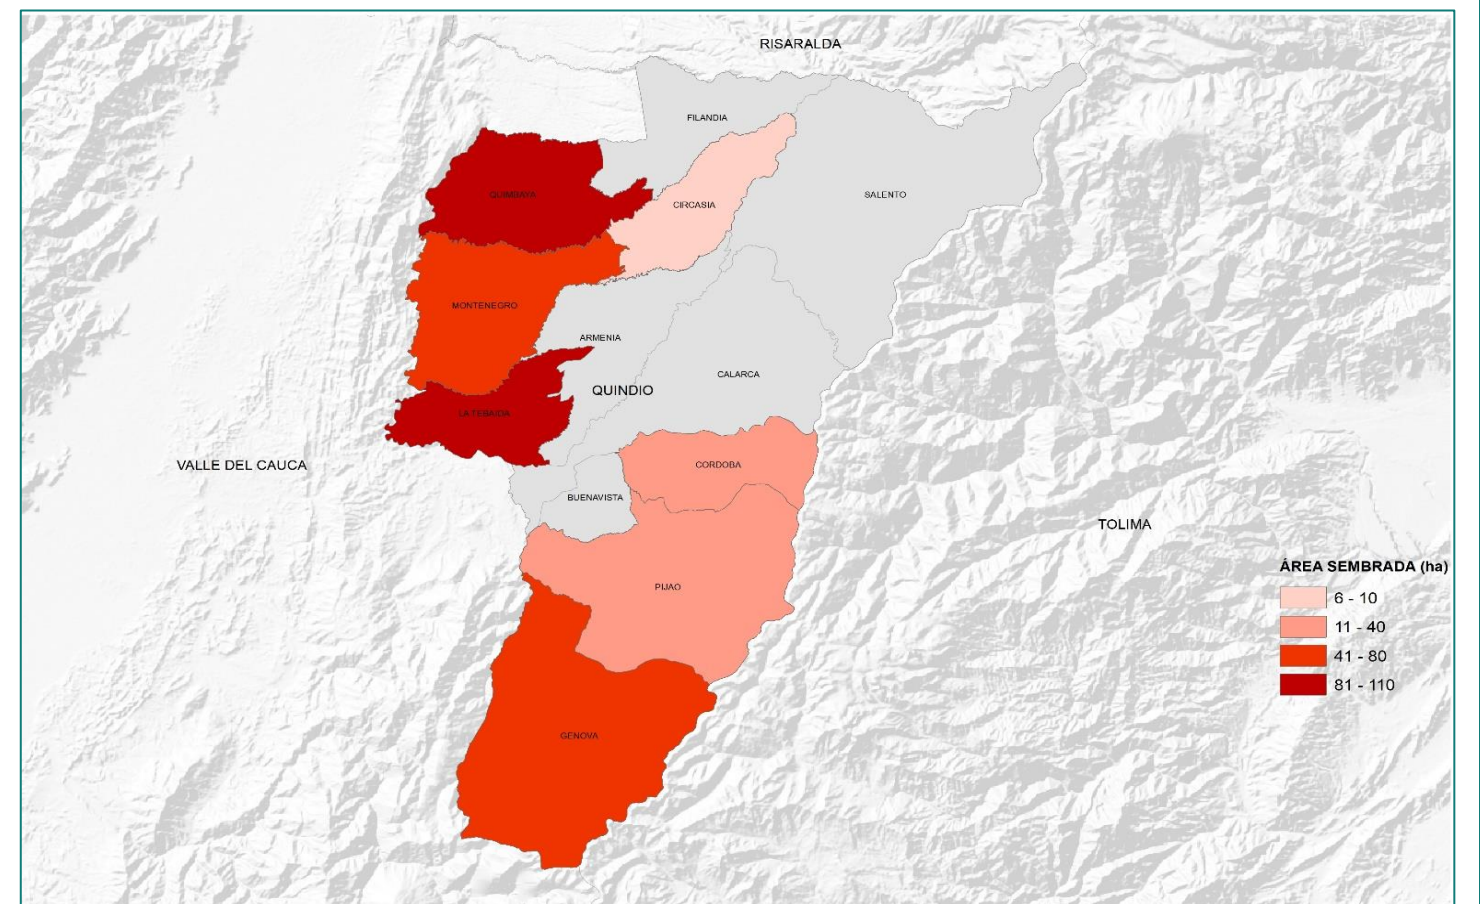 RISARALDA
FILANDIA
QUIMBAYA
SALENTO
CIRCASIA
MONTENEGRO
ARMENIA
CALARCA
QUINDIO
LA TEBAIDA
VALLE DEL CAUCA
CORDOBA
BUENAVISTA
TOLIMA
PIJAO
GENOVA
ÁREA SEMBRADA (ha)
6 - 10
11 - 40
41 - 80
81 - 110